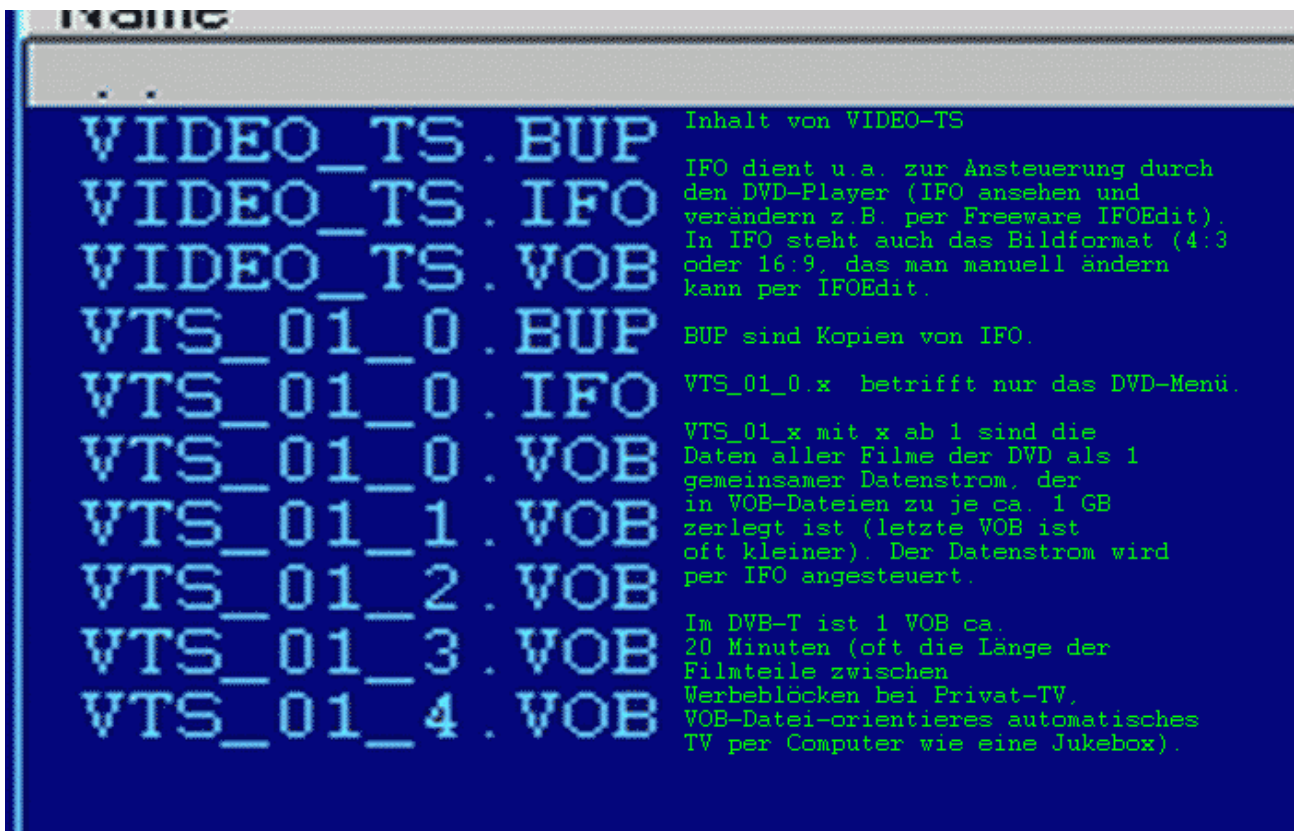 Name
..
VIDEO_TS.BUP
VIDEO_TS.IFO
VIDEO_TS.VOB
VTS_01_0.BUP
VTS_01_0.IFO
VTS_01_0.VOB
VTS_01_1.VOB
VTS_01_2.VOB
VTS_01_3.VOB
VTS_01_4.VOB
Inhalt von VIDEO-TS
IFO dient u.a. zur Ansteuerung durch
den DVD-Player (IFO ansehen und
verändern z.B. per Freeware IFOEdit).
In IFO steht auch das Bildformat (4:3
oder 16:9, das man manuell ändern
kann per IFOEdit.
BUP sind Kopien von IFO.
VTS_01_0.x betrifft nur das DVD-Menü.
VTS_01_x mit x ab 1 sind die
Daten aller Filme der DVD als 1
gemeinsamer Datenstrom, der
in VOB-Dateien zu je ca. 1 GB
zerlegt ist (letzte VOB ist
oft kleiner). Der Datenstrom wird
per IFO angesteuert.
Im DVB-T ist 1 VOB ca.
20 Minuten (oft die Länge der
Filmteile zwischen
Werbeblöcken bei Privat-TV,
VOB-Datei-orientieres automatisches
TV per Computer wie eine Jukebox).